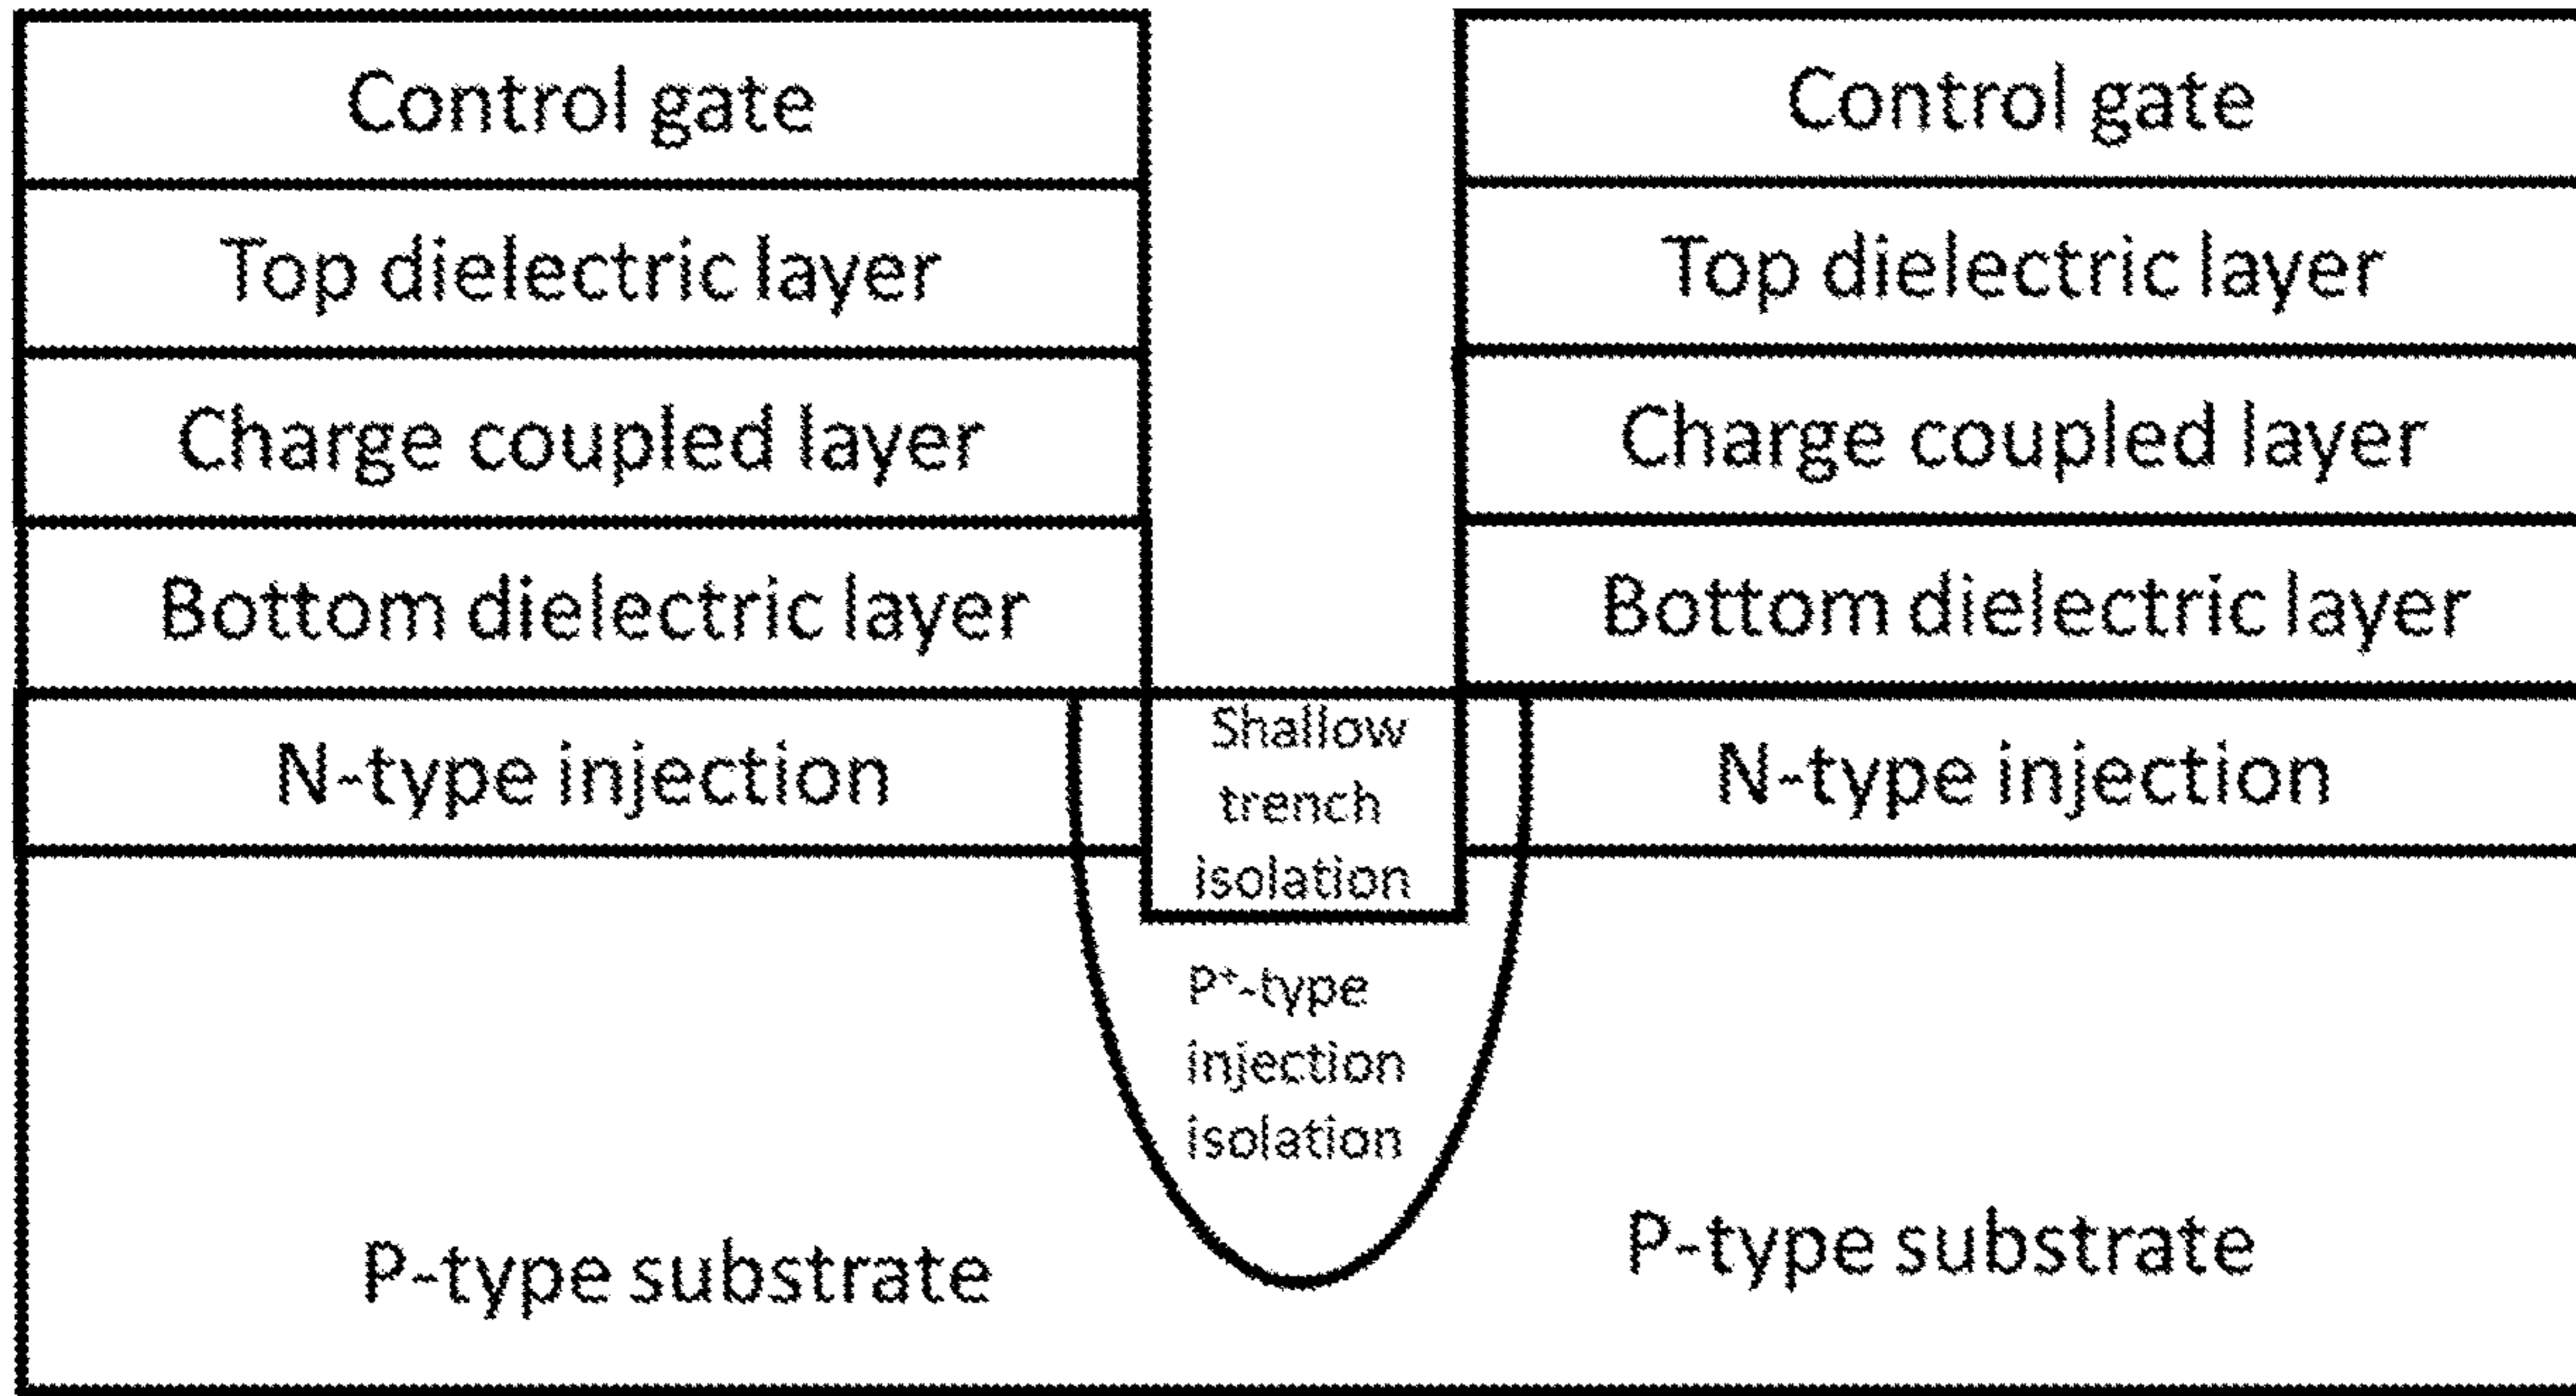 Control gate
Top dielectric layer
Charge coupled layer
Bottom dielectric layer
N-type injection
P-type substrate
Shallow
trench
isolation
P⁺-type
injection
isolation
Control gate
Top dielectric layer
Charge coupled layer
Bottom dielectric layer
N-type injection
P-type substrate